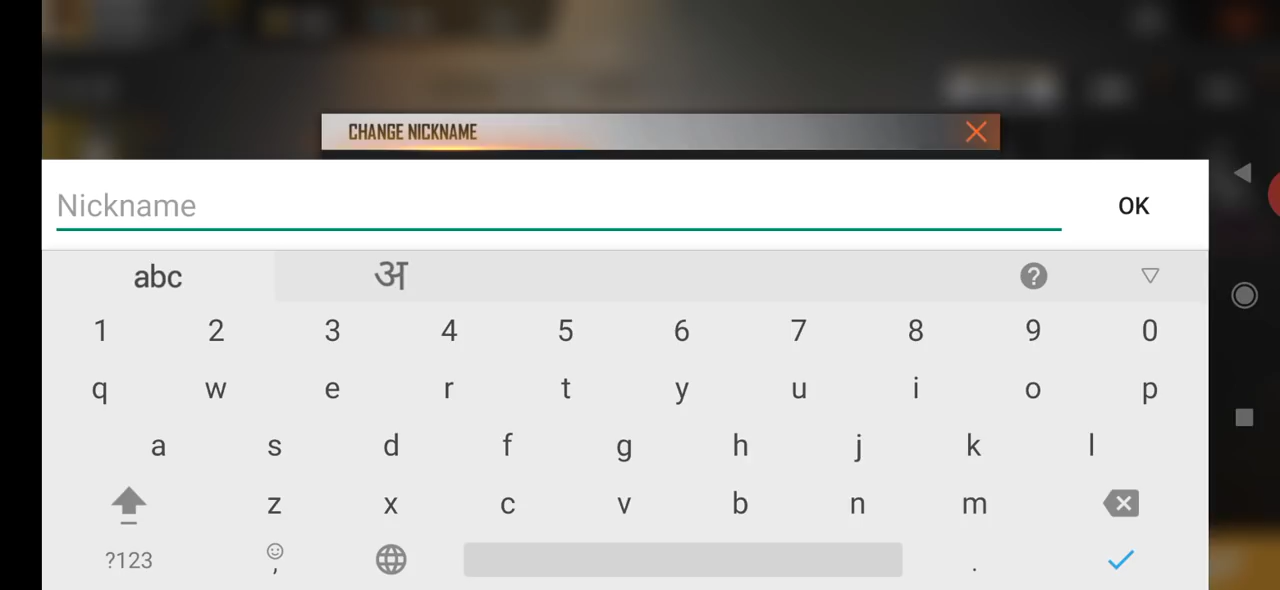 CHANGE NICKNAME
Nickname OK
abc अ ?
1 2 3 4 5 6 7 8 9 0
q w e r t y u i o p
a s d f g h j k l
z x c v b n m
?123 , .